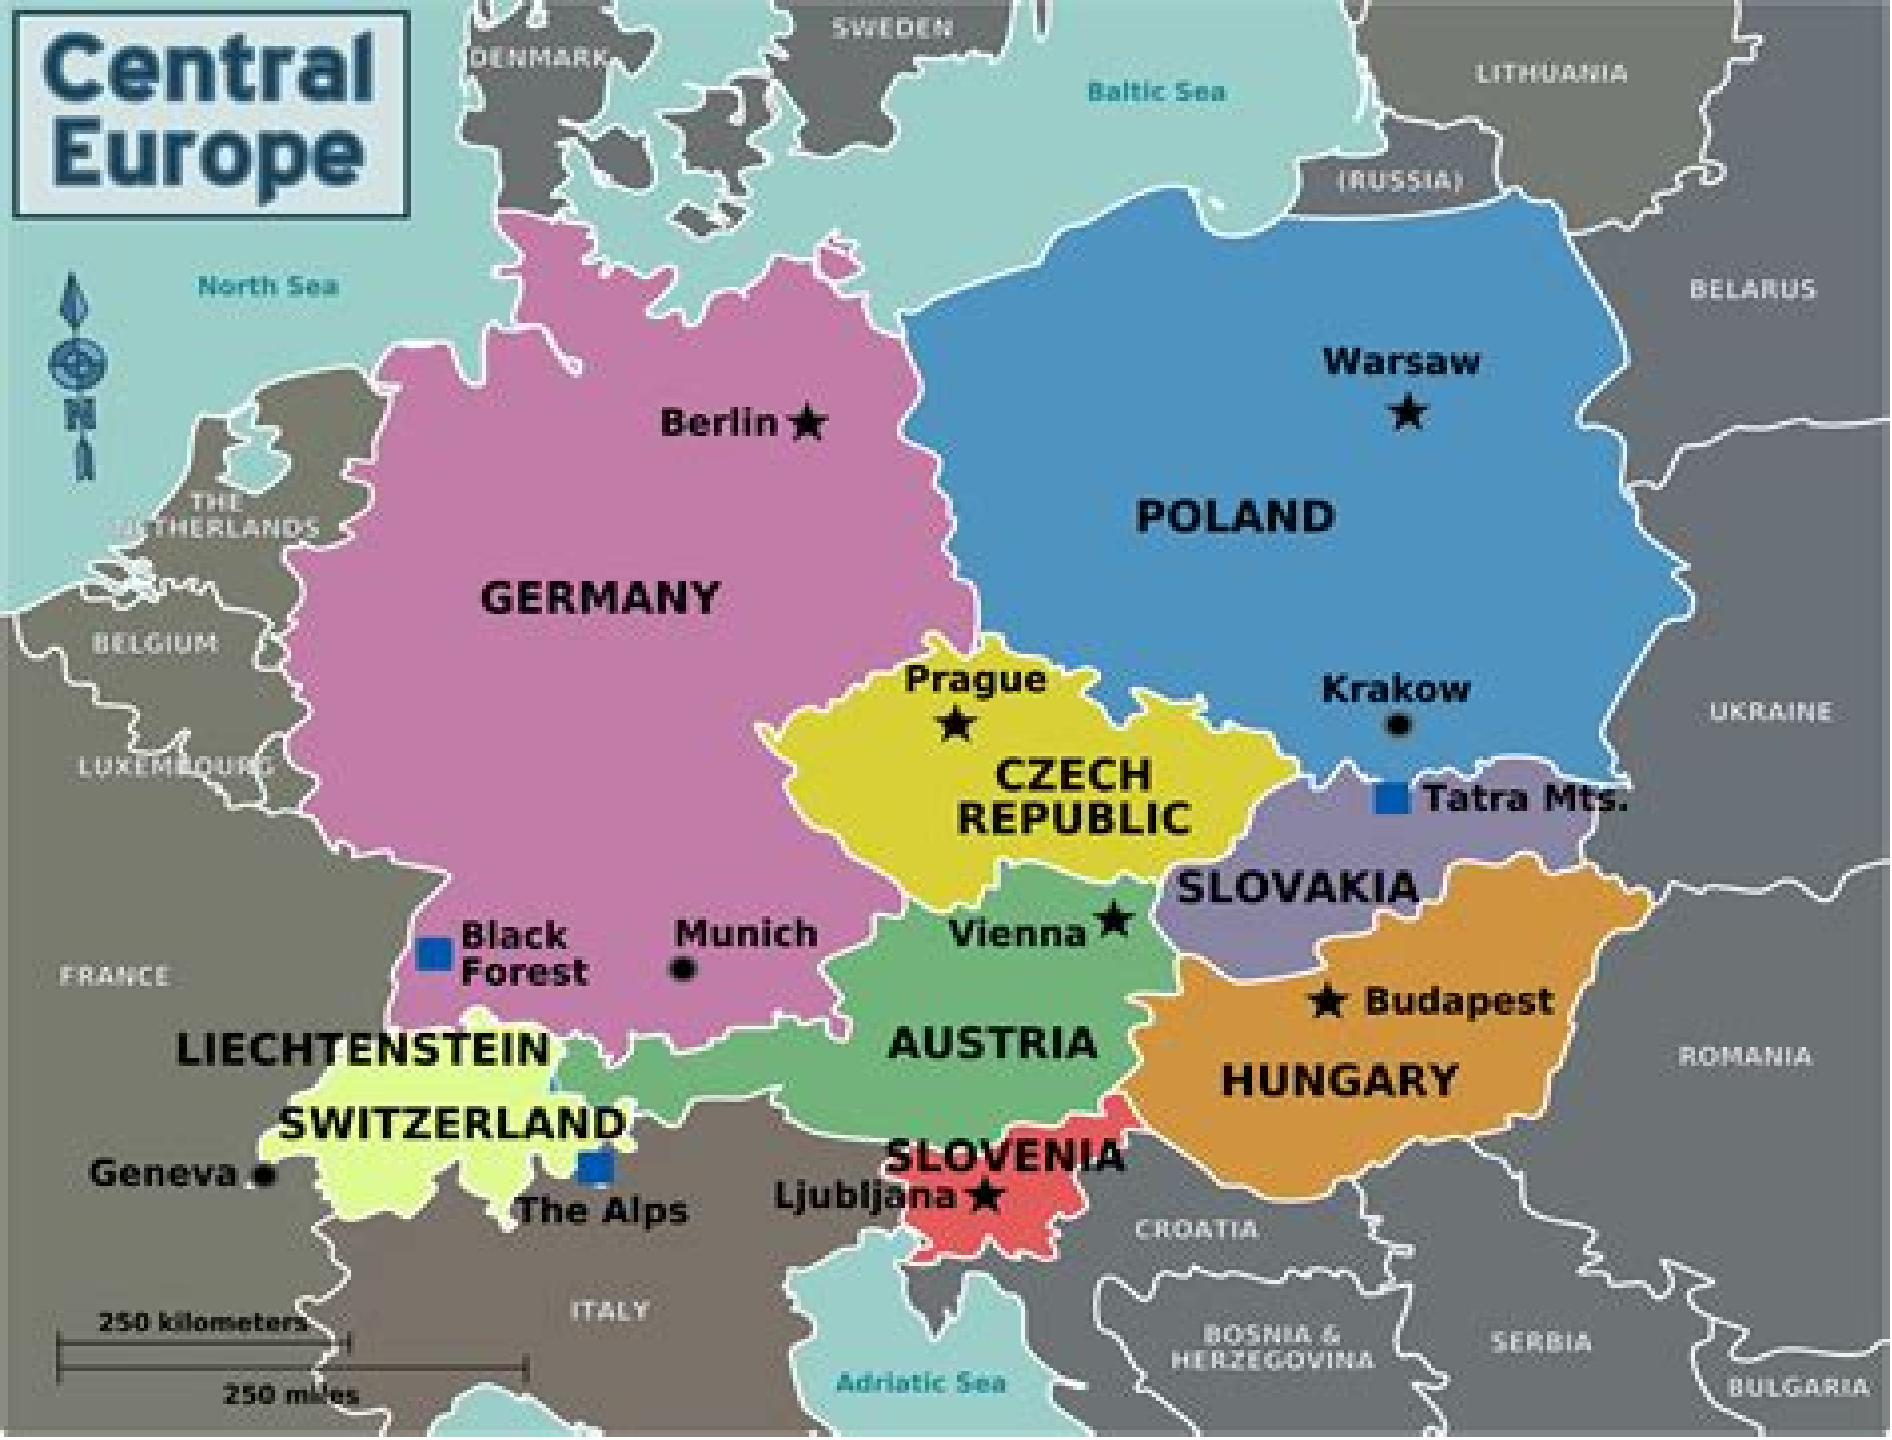 Central
Europe
DENMARK
SWEDEN
Baltic Sea
LITHUANIA
(RUSSIA)
North Sea
BELARUS
N
Warsaw
Berlin
THE
NETHERLANDS
POLAND
GERMANY
BELGIUM
Prague
Krakow
UKRAINE
LUXEMBOURG
CZECH
REPUBLIC
Tatra Mts.
SLOVAKIA
Vienna
Black
Forest
Munich
FRANCE
Budapest
LIECHTENSTEIN
AUSTRIA
ROMANIA
HUNGARY
SWITZERLAND
SLOVENIA
Geneva
The Alps
Ljubljana
CROATIA
ITALY
250 kilometers
250 miles
BOSNIA &
HERZEGOVINA
SERBIA
Adriatic Sea
BULGARIA